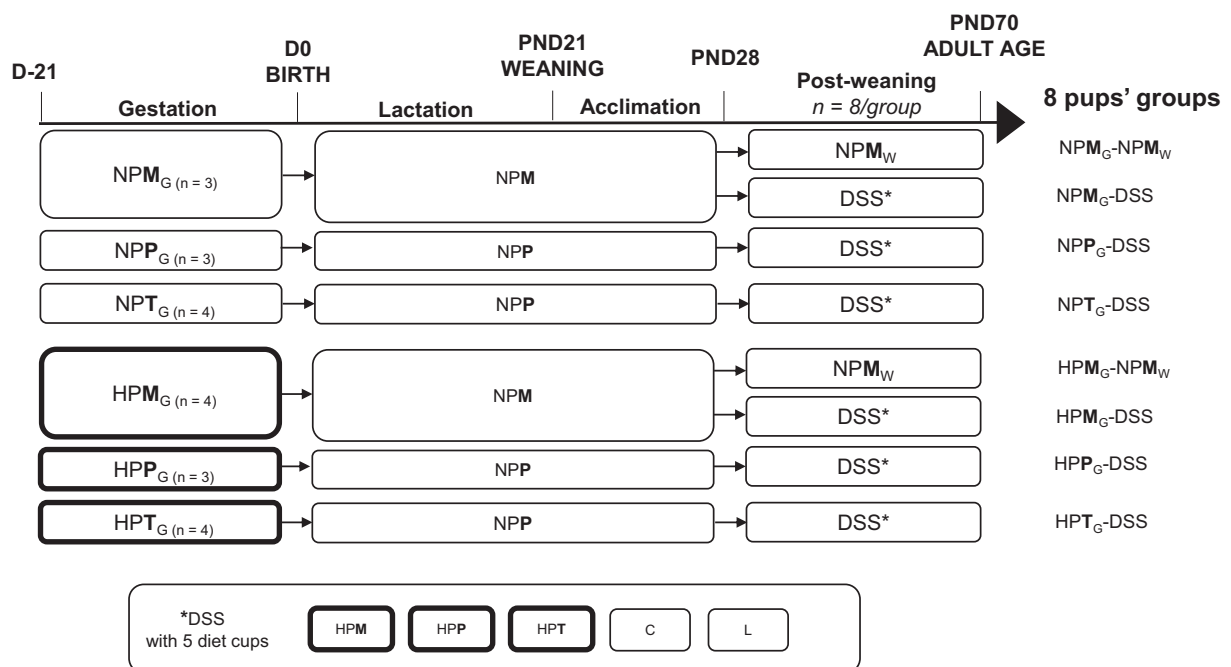 PND70
ADULT AGE
D0
BIRTH
PND21
WEANING
PND28
D-21
Gestation
Lactation
Acclimation
Post-weaning
n = 8/group
8 pups' groups
NPMG (n = 3)
NPM
NPMW
NPMG-NPMW
DSS*
NPMG-DSS
NPPG (n = 3)
NPP
DSS*
NPPG-DSS
NPTG (n = 4)
NPP
DSS*
NPTG-DSS
HPMG (n = 4)
NPM
NPMW
HPMG-NPMW
DSS*
HPMG-DSS
HPPG (n = 3)
NPP
DSS*
HPPG-DSS
HPTG (n = 4)
NPP
DSS*
HPTG-DSS
*DSS
with 5 diet cups
HPM
HPP
HPT
C
L